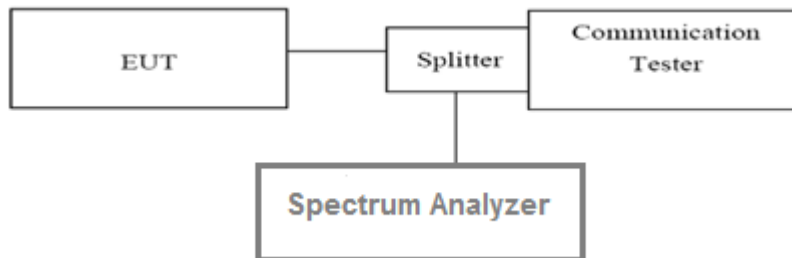 EUT
Splitter
Communication
Tester
Spectrum Analyzer